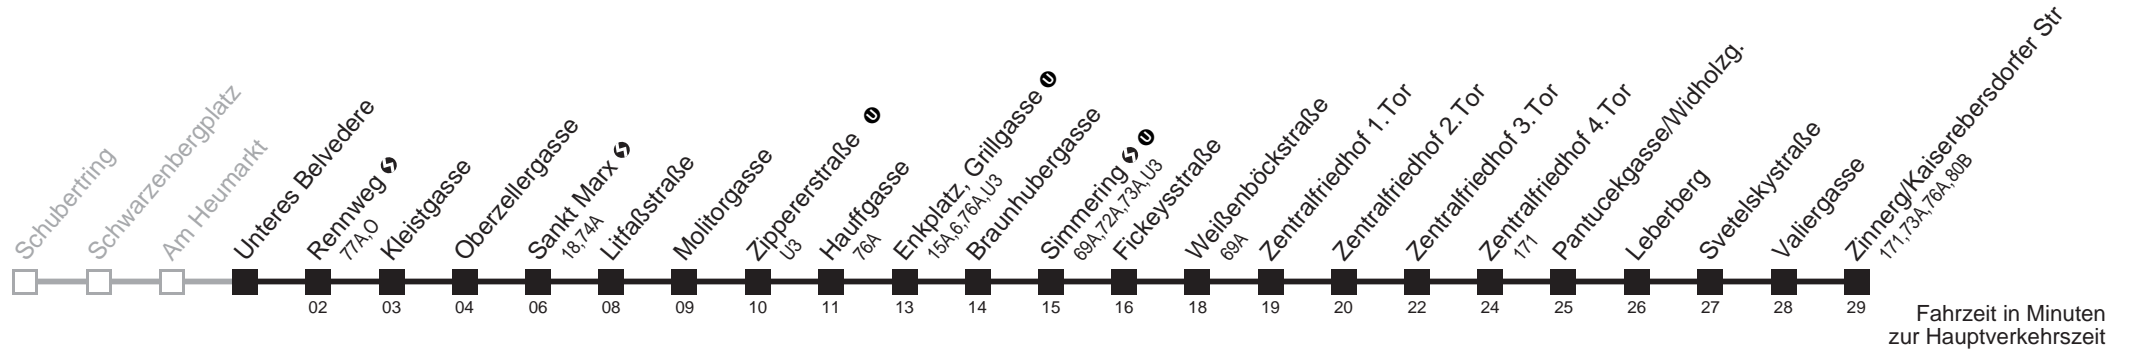 Schubertring
Schwarzenbergplatz
Am Heumarkt
Unteres Belvedere
Rennweg
77A,O
Kleistgasse
Oberzellergasse
Sankt Marx
18,74A
Litfaßstraße
Molitorgasse
Zippererstraße U
U3
Hauffgasse
76A
Enkplatz, Grillgasse U
15A,6,76A,U3
Braunhubergasse
Simmering U
69A,72A,73A,U3
Fickeysstraße
Weißenböckstraße
69A
Zentralfriedhof 1.Tor
Zentralfriedhof 2.Tor
Zentralfriedhof 3.Tor
Zentralfriedhof 4.Tor
171
Pantucekgasse/Widholzg.
Leberberg
Svetelskystraße
Valiergasse
Zinnerg/Kaiserebersdorfer Str
171,73A,76A,80B
02 03 04 06 08 09 10 11 13 14 15 16 18 19 20 22 24 25 26 27 28 29
Fahrzeit in Minuten
zur Hauptverkehrszeit